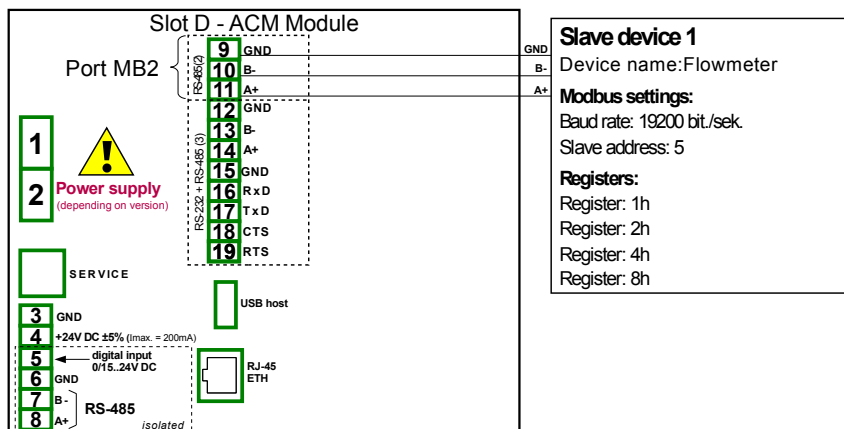 Slot D - ACM Module
Port MB2
RS-485(2)
9 GND
10 B-
11 A+
RS-232 + RS-485 (3)
12 GND
13 B-
14 A+
15 GND
16 RxD
17 TxD
18 CTS
19 RTS
1
2
Power supply
(depending on version)
SERVICE
USB host
3 GND
4 +24V DC ±5% (Imax. = 200mA)
5 digital input
0/15..24V DC
6 GND
7 B-
8 A+
RS-485
isolated
RJ-45
ETH
GND
B-
A+
Slave device 1
Device name:Flowmeter
Modbus settings:
Baud rate: 19200 bit./sek.
Slave address: 5
Registers:
Register: 1h
Register: 2h
Register: 4h
Register: 8h